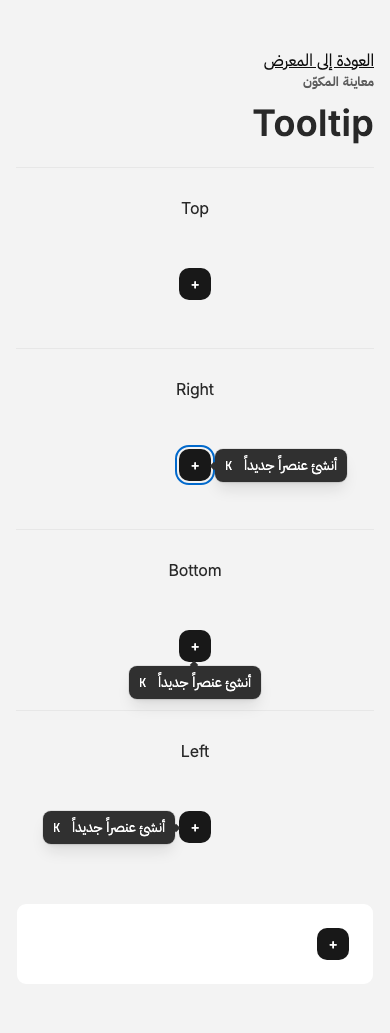 العودة إلى المعرض
معاينة المكوّن
Tooltip
Top
+
Right
+
أنشئ عنصراً جديداً K
Bottom
+
أنشئ عنصراً جديداً K
Left
أنشئ عنصراً جديداً K
+
+